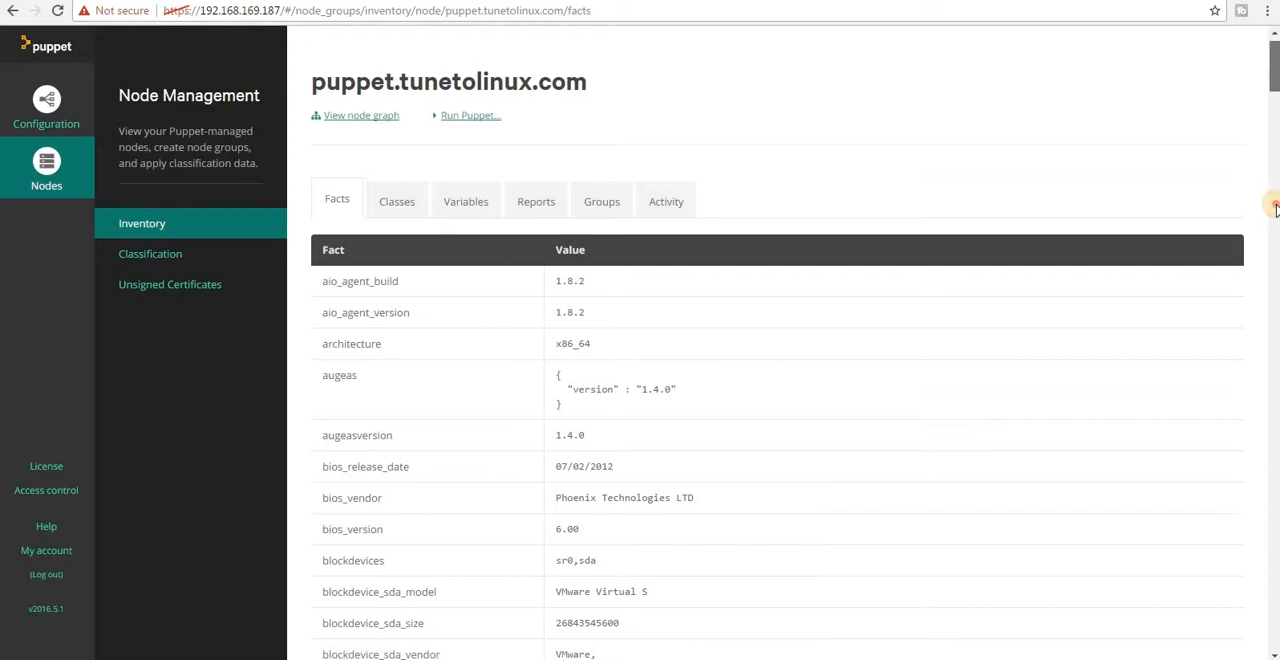 Not secure https://192.168.169.187/#/node_groups/inventory/node/puppet.tunetolinux.com/facts
puppet
Configuration
Nodes
License
Access control
Help
My account
(Log out)
v2016.5.1
Node Management
View your Puppet-managed
nodes, create node groups,
and apply classification data.
Inventory
Classification
Unsigned Certificates
puppet.tunetolinux.com
View node graph Run Puppet...
Facts Classes Variables Reports Groups Activity
Fact Value
aio_agent_build 1.8.2
aio_agent_version 1.8.2
architecture x86_64
augeas {
"version" : "1.4.0"
}
augeasversion 1.4.0
bios_release_date 07/02/2012
bios_vendor Phoenix Technologies LTD
bios_version 6.00
blockdevices sr0,sda
blockdevice_sda_model VMware Virtual S
blockdevice_sda_size 26843545600
blockdevice_sda_vendor VMware,